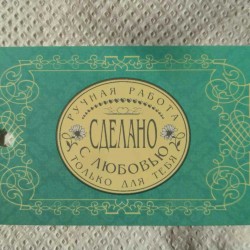 РУЧНАЯ РАБОТА
СДЕЛАНО
С ЛЮБОВЬЮ
ТОЛЬКО ДЛЯ ТЕБЯ